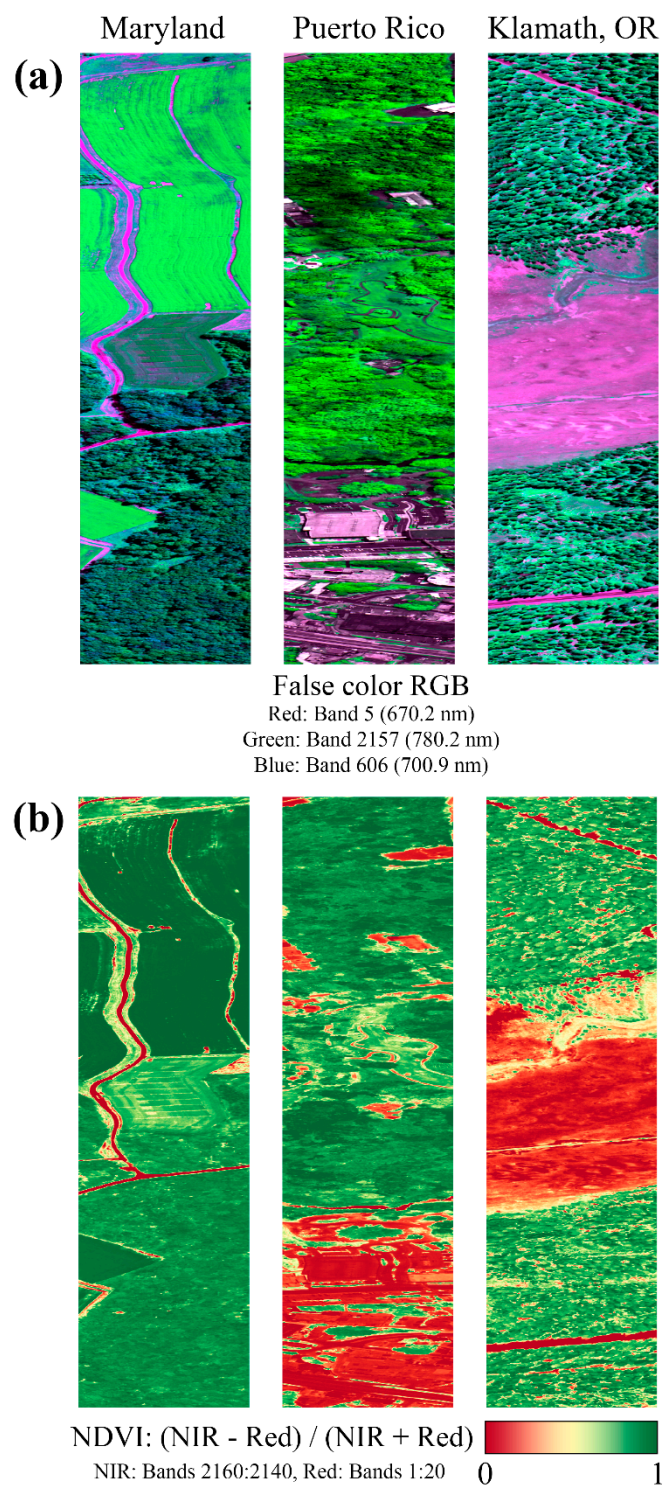 Maryland
Puerto Rico
Klamath, OR
(a)
False color RGB
Red: Band 5 (670.2 nm)
Green: Band 2157 (780.2 nm)
Blue: Band 606 (700.9 nm)
(b)
NDVI: (NIR - Red) / (NIR + Red)
NIR: Bands 2160:2140, Red: Bands 1:20
0
1